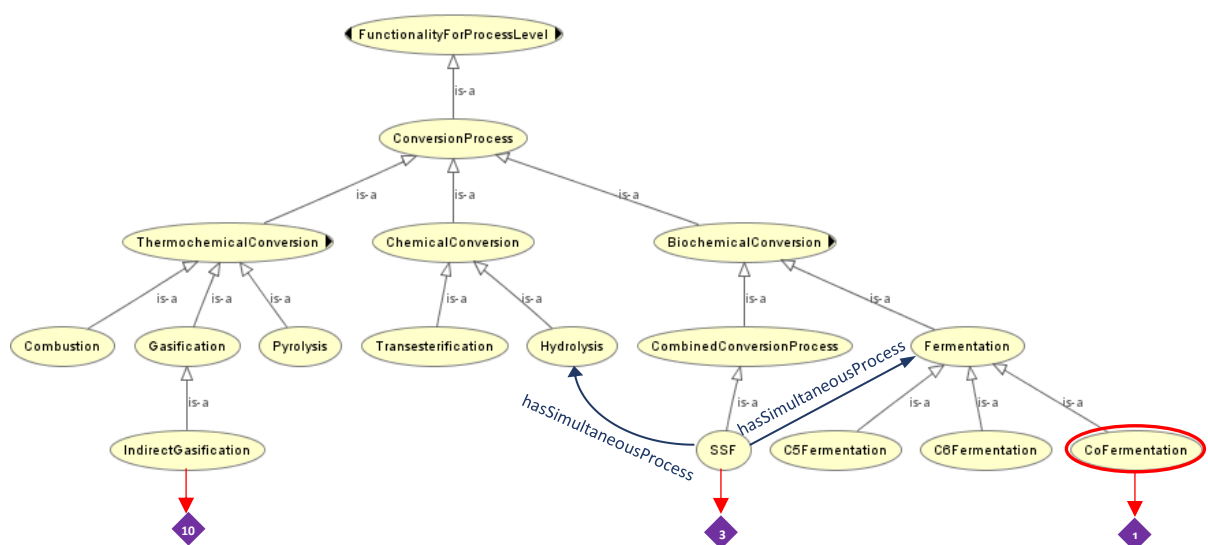 FunctionalityForProcessLevel
is-a
ConversionProcess
is-a
is-a
is-a
ThermochemicalConversion
ChemicalConversion
BiochemicalConversion
is-a
is-a
is-a
is-a
is-a
is-a
is-a
Combustion
Gasification
Pyrolysis
Transesterification
Hydrolysis
CombinedConversionProcess
Fermentation
hasSimultaneousProcess
hasSimultaneousProcess
is-a
is-a
is-a
is-a
is-a
IndirectGasification
SSF
C5Fermentation
C6Fermentation
CoFermentation
10
3
1